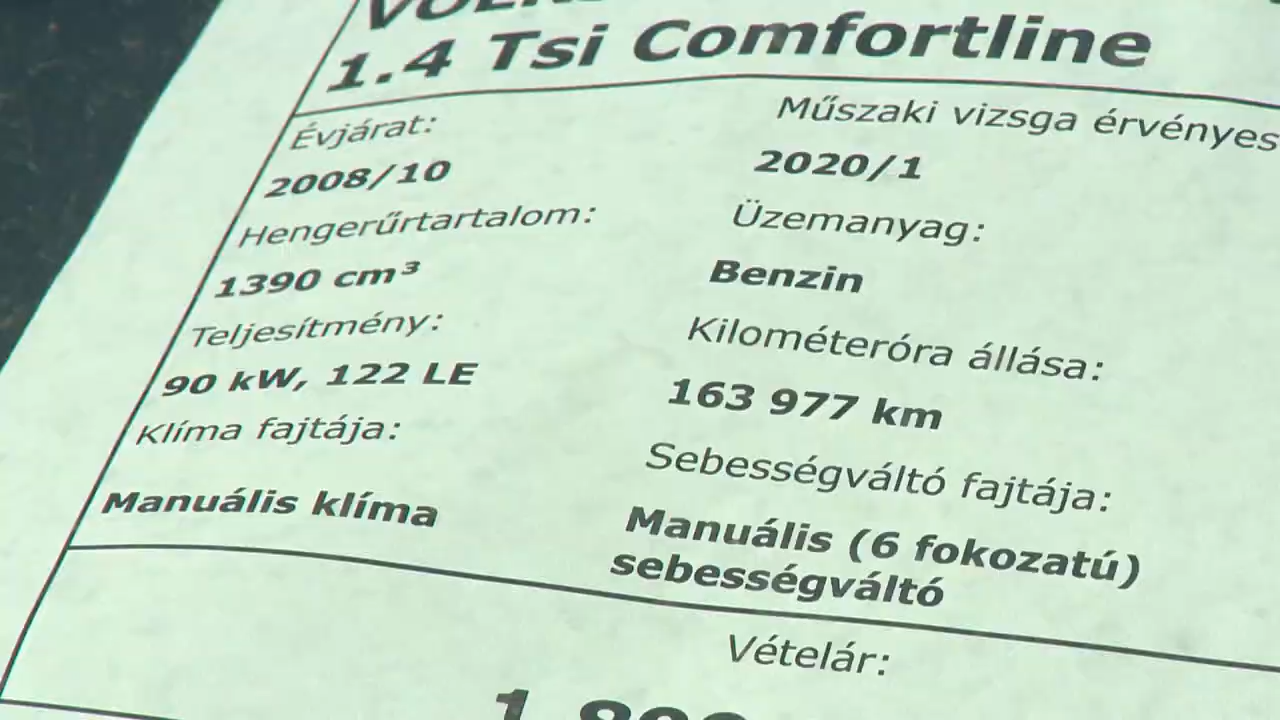 1.4 Tsi Comfortline
Évjárat:
2008/10
Hengerűrtartalom:
1390 cm³
Teljesítmény:
90 kW, 122 LE
Klíma fajtája:
Manuális klíma
Műszaki vizsga érvényes
2020/1
Üzemanyag:
Benzin
Kilométeróra állása:
163 977 km
Sebességváltó fajtája:
Manuális (6 fokozatú)
sebességváltó
Vételár: